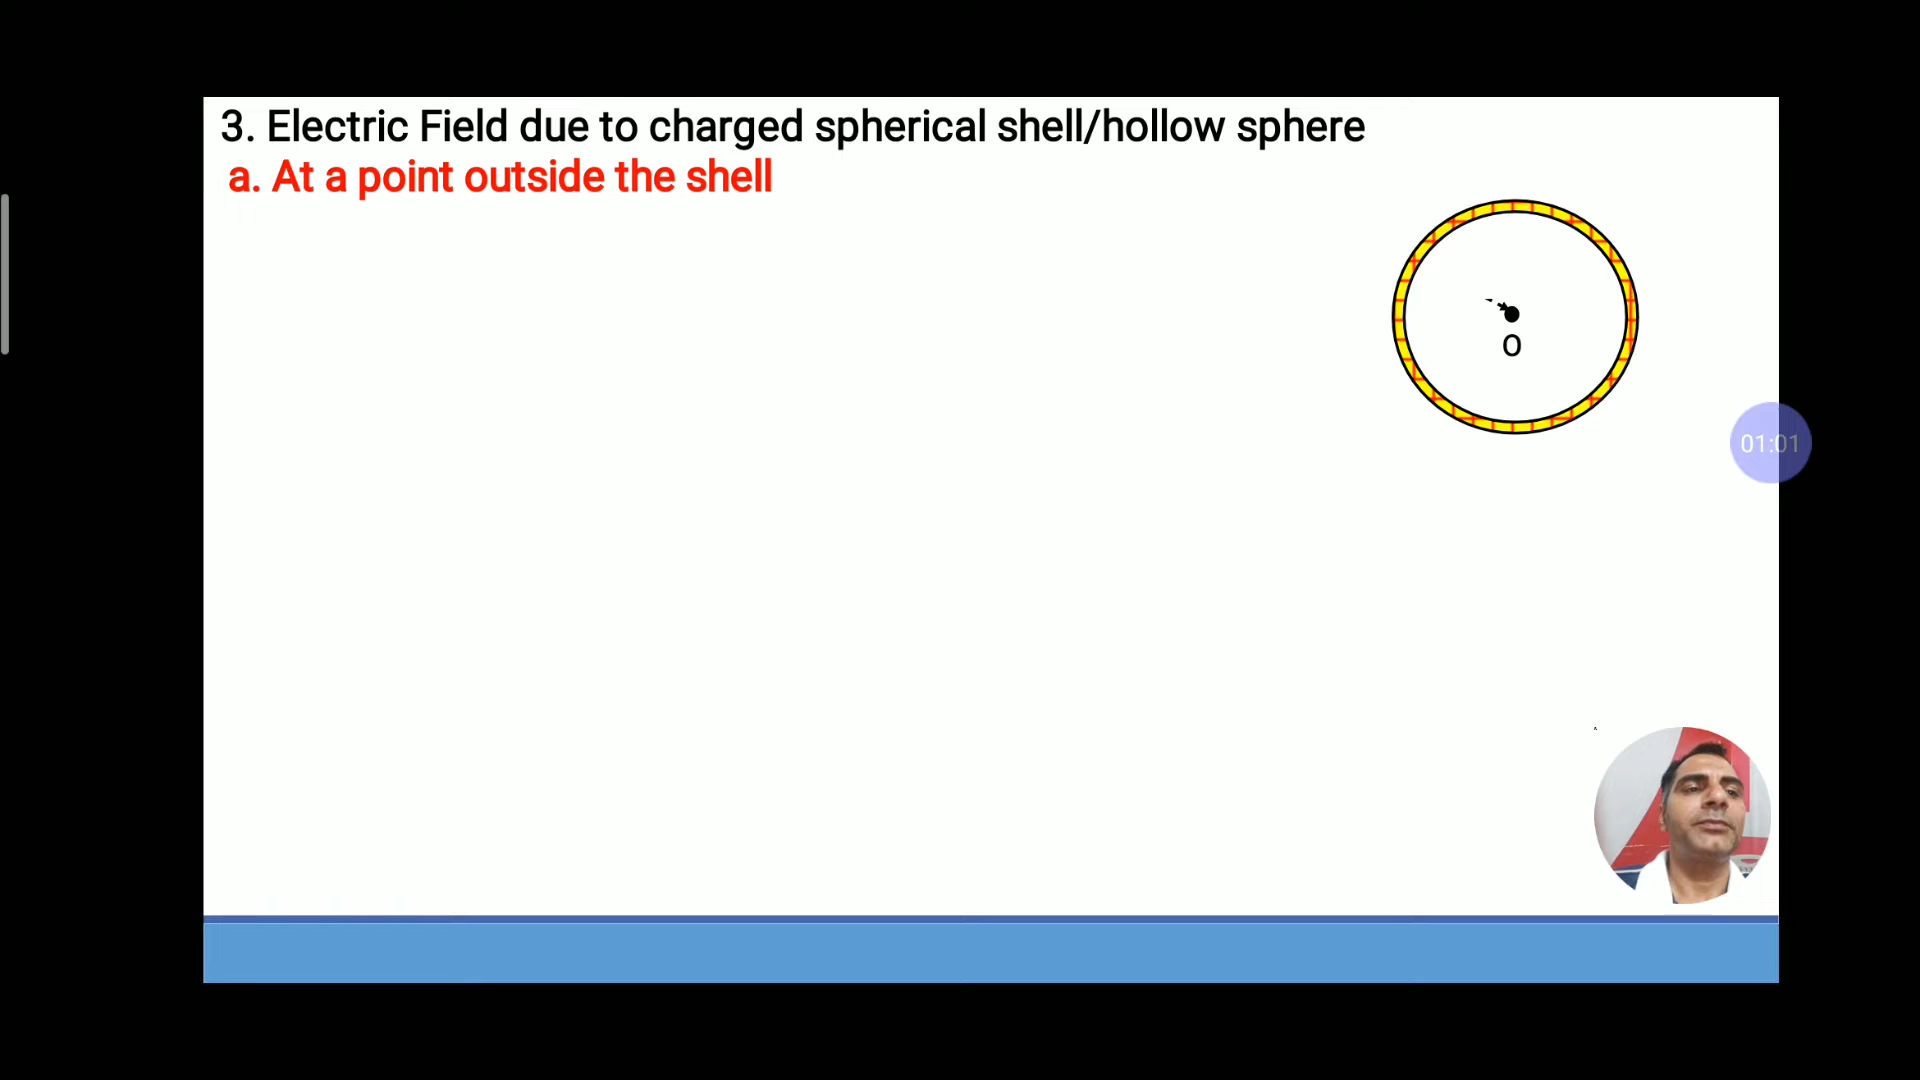 3. Electric Field due to charged spherical shell/hollow sphere
a. At a point outside the shell
O
01:01